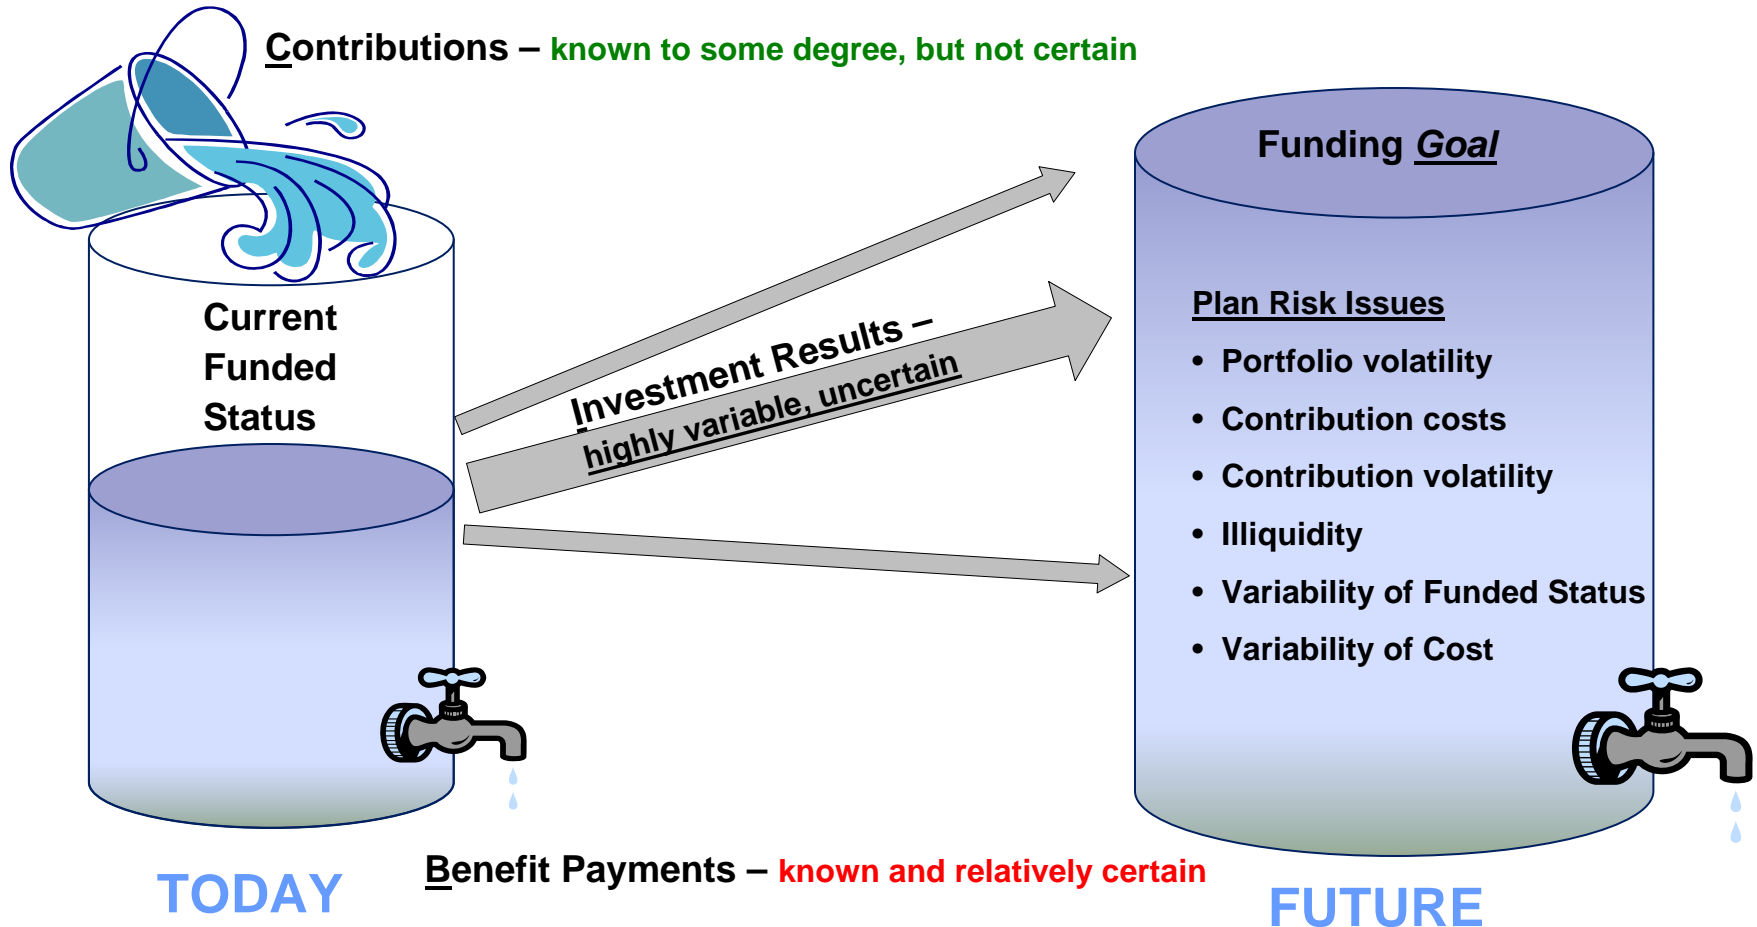 Contributions – known to some degree, but not certain
Funding Goal
Current
Funded
Status
Investment Results –
highly variable, uncertain
Plan Risk Issues
• Portfolio volatility
• Contribution costs
• Contribution volatility
• Illiquidity
• Variability of Funded Status
• Variability of Cost
Benefit Payments – known and relatively certain
TODAY
FUTURE